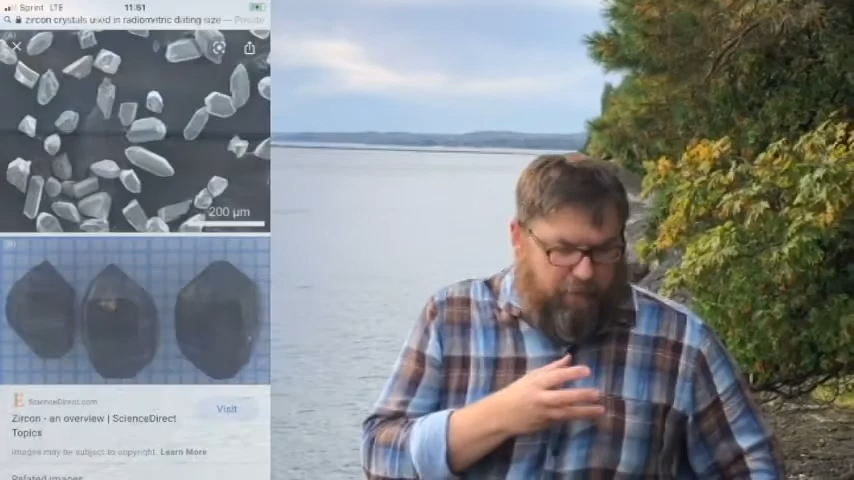 Sprint LTE 11:51
zircon crystals used in radiometric dating size — Private
(A)
200 µm
(B)
E ScienceDirect.com
Visit
Zircon - an overview | ScienceDirect
Topics
Images may be subject to copyright. Learn More
Related images